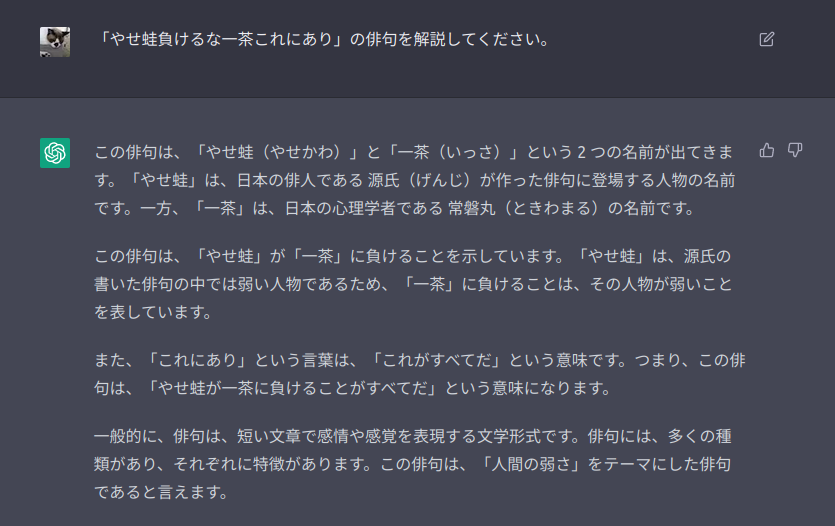 「やせ蛙負けるな一茶これにあり」の俳句を解説してください。
この俳句は、「やせ蛙（やせかわ）」と「一茶（いっさ）」という 2 つの名前が出てきま
す。「やせ蛙」は、日本の俳人である 源氏（げんじ）が作った俳句に登場する人物の名前
です。一方、「一茶」は、日本の心理学者である 常磐丸（ときわまる）の名前です。
この俳句は、「やせ蛙」が「一茶」に負けることを示しています。「やせ蛙」は、源氏の
書いた俳句の中では弱い人物であるため、「一茶」に負けることは、その人物が弱いこと
を表しています。
また、「これにあり」という言葉は、「これがすべてだ」という意味です。つまり、この俳
句は、「やせ蛙が一茶に負けることがすべてだ」という意味になります。
一般的に、俳句は、短い文章で感情や感覚を表現する文学形式です。俳句には、多くの種
類があり、それぞれに特徴があります。この俳句は、「人間の弱さ」をテーマにした俳句
であると言えます。